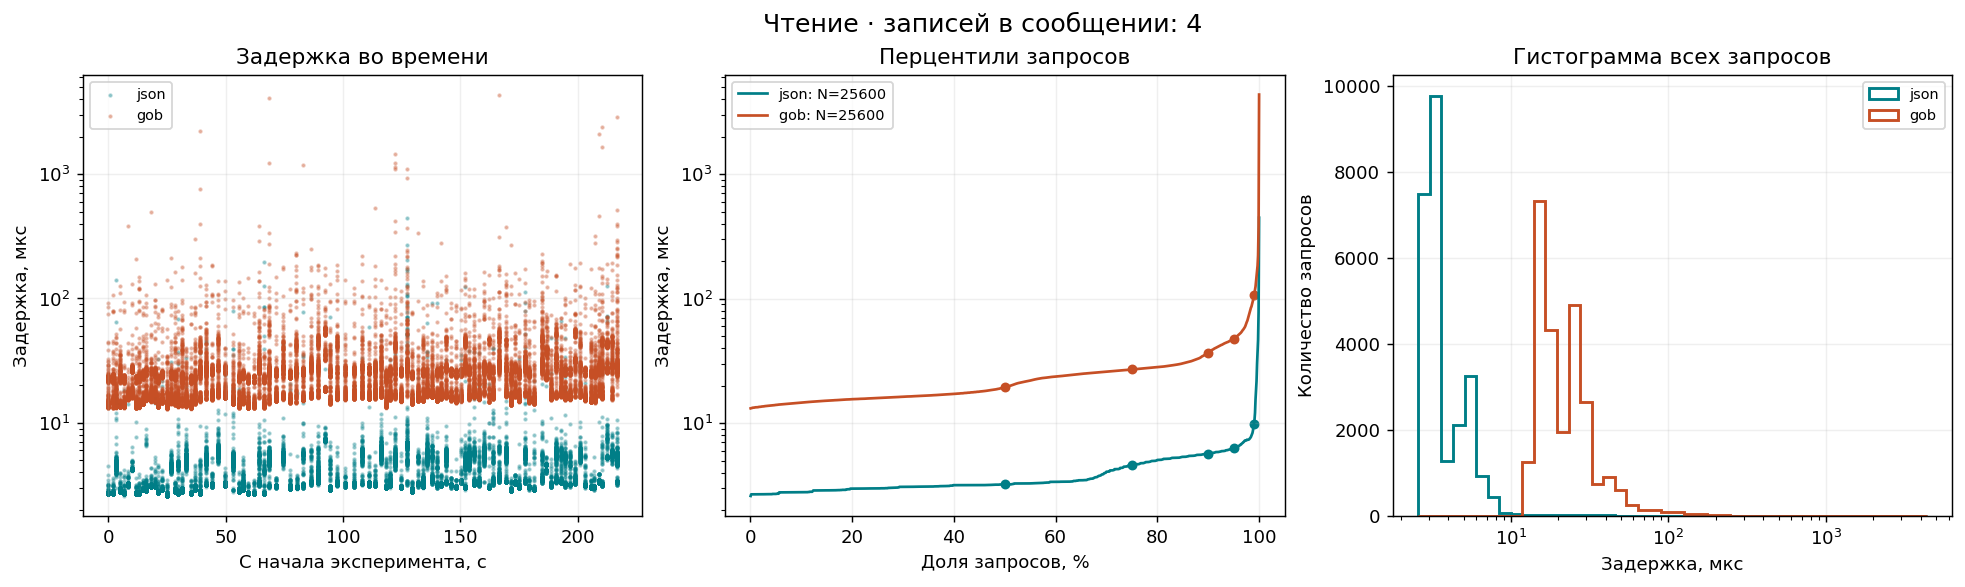 Чтение · записей в сообщении: 4
Задержка во времени
json
gob
10³
10²
10¹
Задержка, мкс
0
50
100
150
200
С начала эксперимента, с
Перцентили запросов
json: N=25600
gob: N=25600
10³
10²
10¹
Задержка, мкс
0
20
40
60
80
100
Доля запросов, %
Гистограмма всех запросов
json
gob
10000
8000
6000
4000
2000
0
Количество запросов
10¹
10²
10³
Задержка, мкс